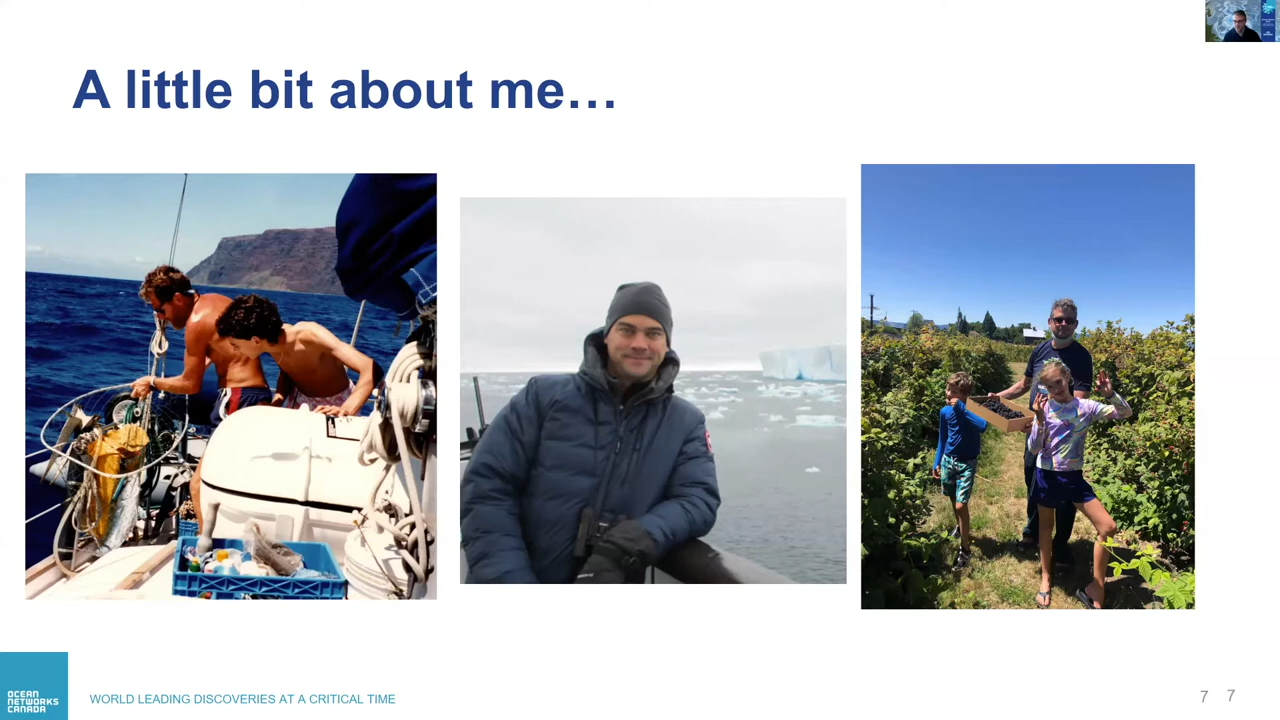 A little bit about me…
OCEAN
NETWORKS
CANADA
WORLD LEADING DISCOVERIES AT A CRITICAL TIME
7 7